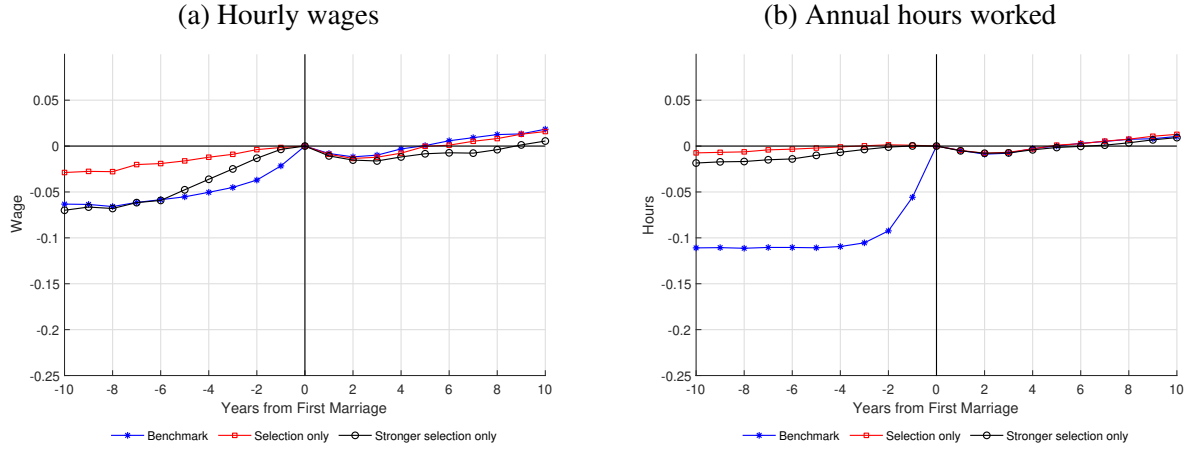 (a) Hourly wages
0.05
0
-0.05
-0.1
-0.15
-0.2
-0.25
Wage
-10 -8 -6 -4 -2 0 2 4 6 8 10
Years from First Marriage
Benchmark Selection only Stronger selection only
(b) Annual hours worked
0.05
0
-0.05
-0.1
-0.15
-0.2
-0.25
Hours
-10 -8 -6 -4 -2 0 2 4 6 8 10
Years from First Marriage
Benchmark Selection only Stronger selection only